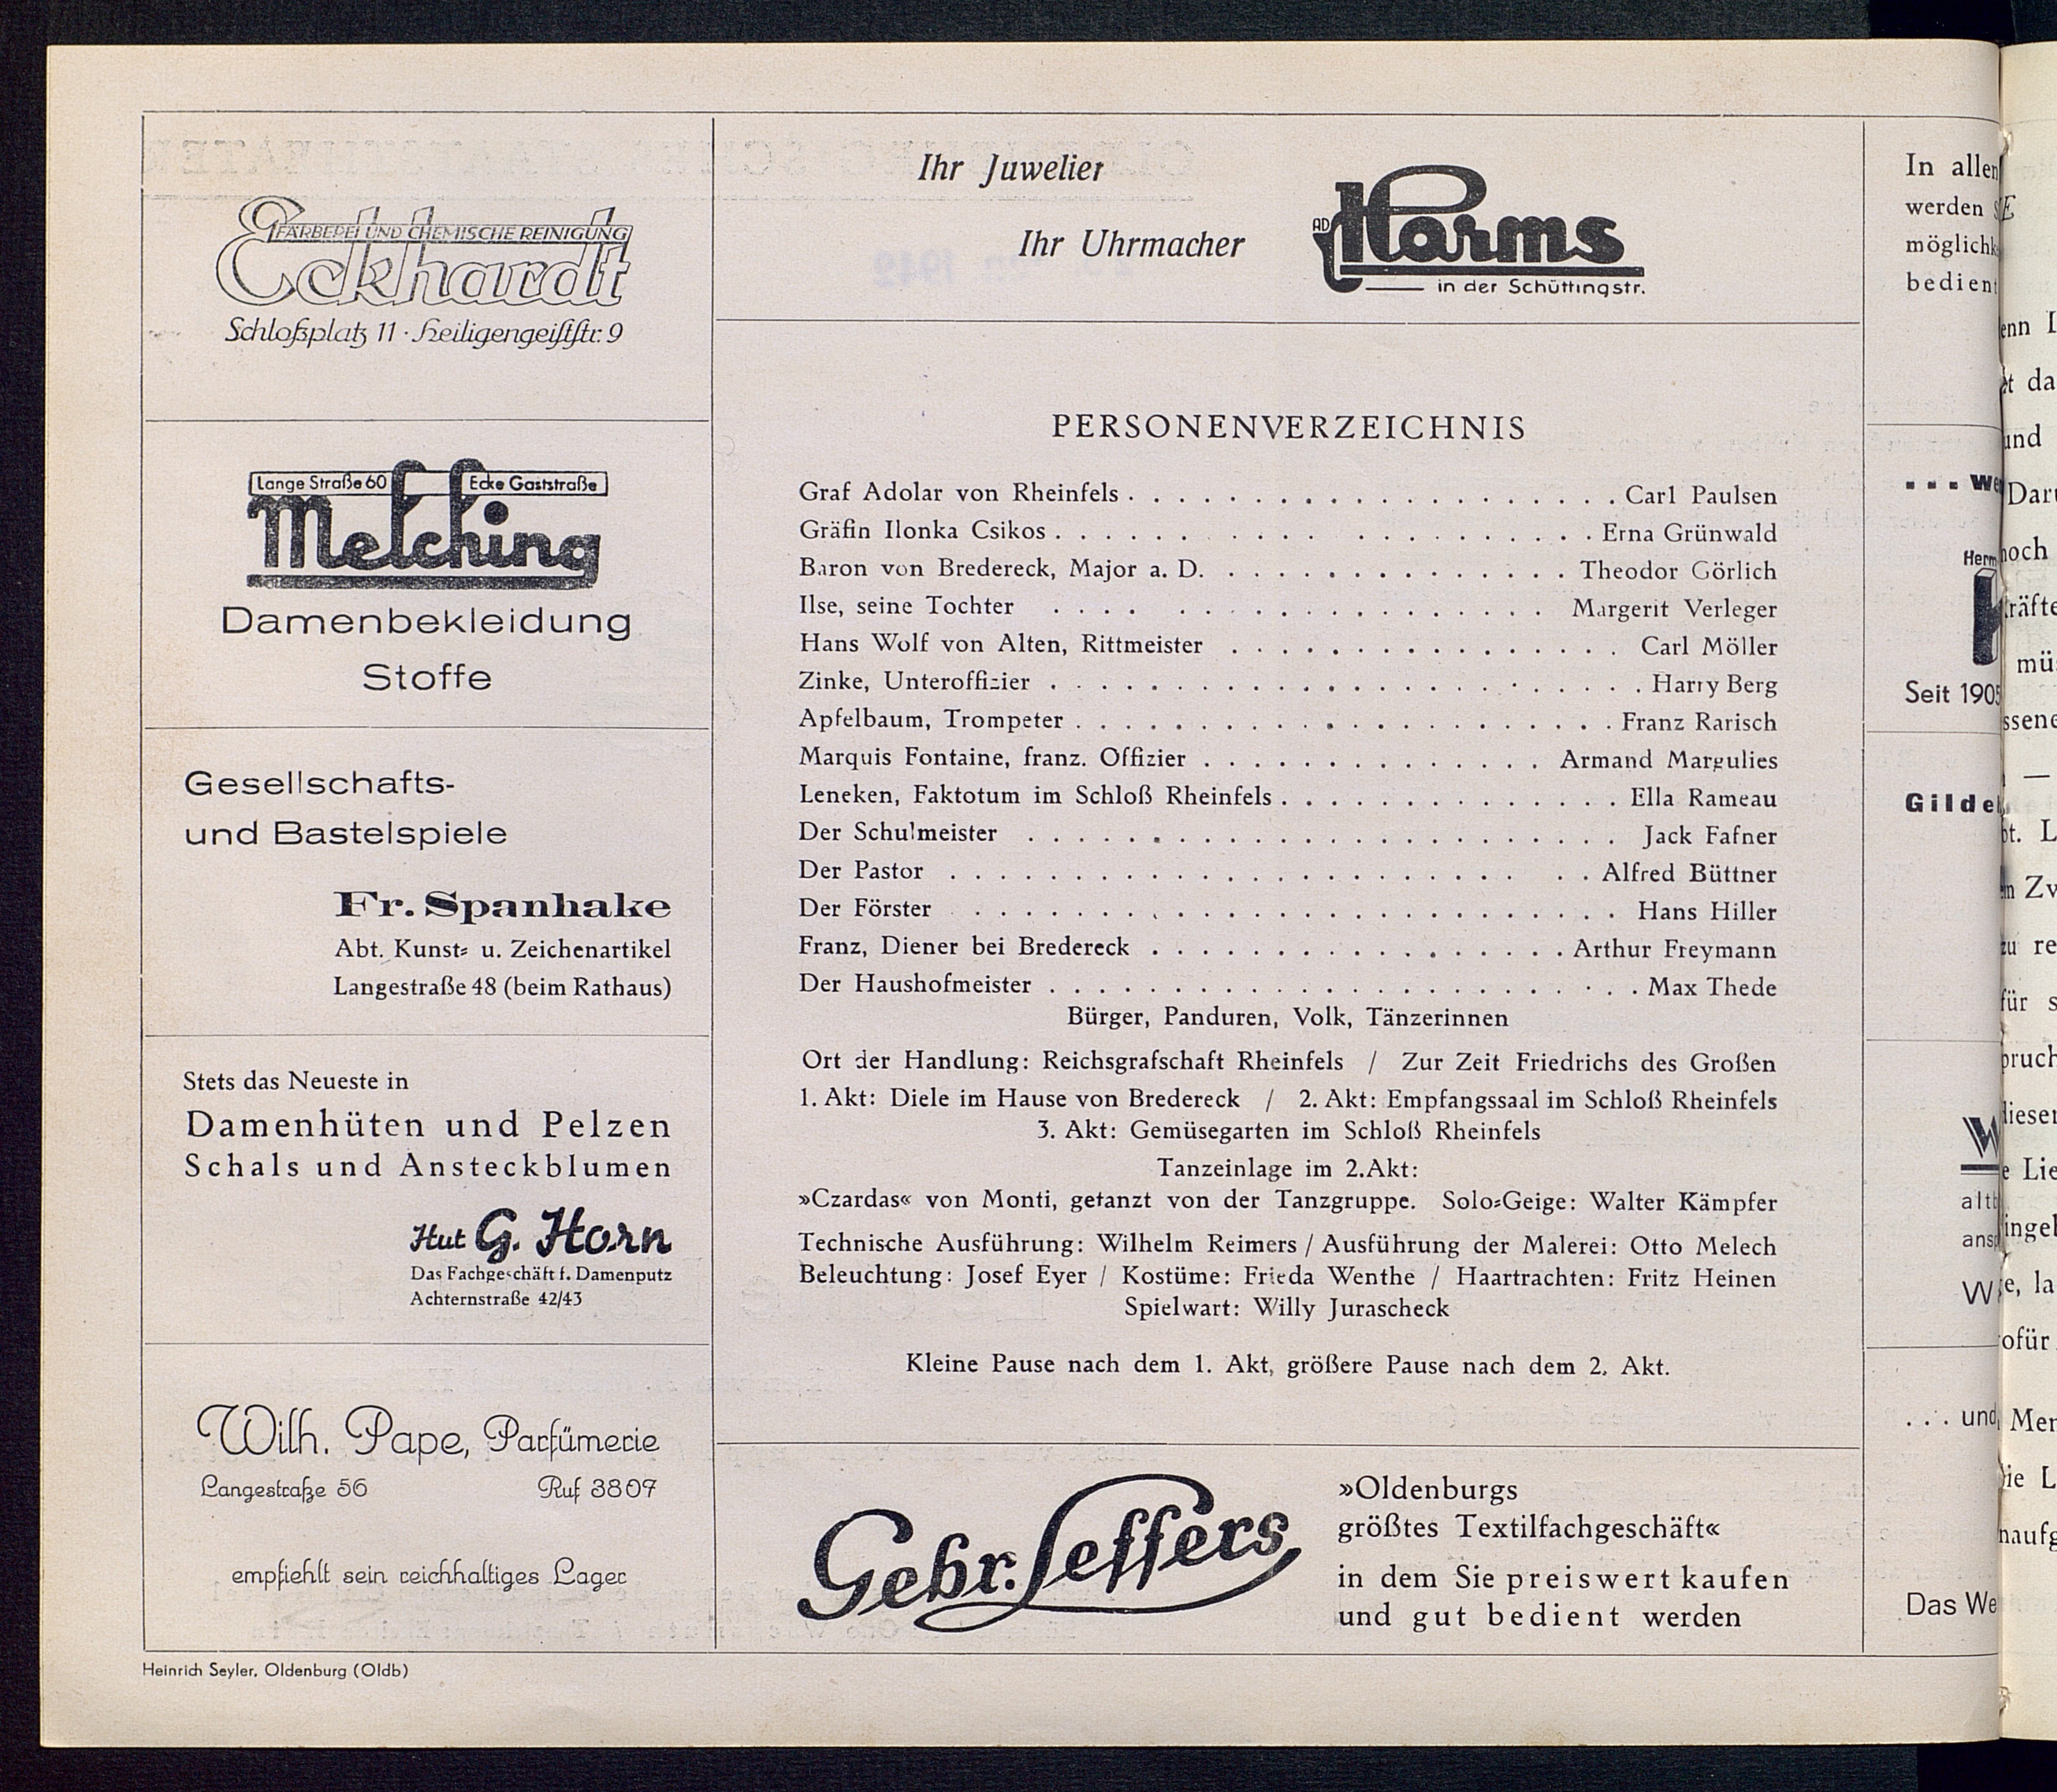 FÄRBEREI UND CHEMISCHE REINIGUNG
Eckhardt
Schloßplatz 11 · Heiligengeiststr. 9
Lange Straße 60 Ecke Gaststraße
Melching
Damenbekleidung
Stoffe
Gesellschafts-
und Bastelspiele
Fr. Spanhake
Abt. Kunst- u. Zeichenartikel
Langestraße 48 (beim Rathaus)
Stets das Neueste in
Damenhüten und Pelzen
Schals und Ansteckblumen
Hut G. Horn
Das Fachgeschäft f. Damenputz
Achternstraße 42/43
Wilh. Pape, Parfümerie
Langestraße 56 Ruf 3807
empfiehlt sein reichhaltiges Lager
Heinrich Seyler, Oldenburg (Oldb)
Ihr Juwelier
Ihr Uhrmacher
AD Harms
in der Schüttingstr.
PERSONENVERZEICHNIS
Graf Adolar von Rheinfels . . . . . . . . . . . . . . . . . . Carl Paulsen
Gräfin Ilonka Csikos . . . . . . . . . . . . . . . . . . . . Erna Grünwald
Baron von Bredereck, Major a. D. . . . . . . . . . . . . . . Theodor Görlich
Ilse, seine Tochter . . . . . . . . . . . . . . . . . . Margerit Verleger
Hans Wolf von Alten, Rittmeister . . . . . . . . . . . . . . . Carl Möller
Zinke, Unteroffizier . . . . . . . . . . . . . . . . . . . Harry Berg
Apfelbaum, Trompeter . . . . . . . . . . . . . . . . . . Franz Rarisch
Marquis Fontaine, franz. Offizier . . . . . . . . . . . . . . Armand Margulies
Leneken, Faktotum im Schloß Rheinfels . . . . . . . . . . . . . . Ella Rameau
Der Schulmeister . . . . . . . . . . . . . . . . . . . Jack Fafner
Der Pastor . . . . . . . . . . . . . . . . . . . . Alfred Büttner
Der Förster . . . . . . . . . . . . . . . . . . . . Hans Hiller
Franz, Diener bei Bredereck . . . . . . . . . . . . . . . . Arthur Freymann
Der Haushofmeister . . . . . . . . . . . . . . . . . . . . Max Thede
Bürger, Panduren, Volk, Tänzerinnen
Ort der Handlung: Reichsgrafschaft Rheinfels / Zur Zeit Friedrichs des Großen
1. Akt: Diele im Hause von Bredereck / 2. Akt: Empfangssaal im Schloß Rheinfels
3. Akt: Gemüsegarten im Schloß Rheinfels
Tanzeinlage im 2.Akt:
»Czardas« von Monti, getanzt von der Tanzgruppe. Solo-Geige: Walter Kämpfer
Technische Ausführung: Wilhelm Reimers / Ausführung der Malerei: Otto Melech
Beleuchtung: Josef Eyer / Kostüme: Frieda Wenthe / Haartrachten: Fritz Heinen
Spielwart: Willy Jurascheck
Kleine Pause nach dem 1. Akt, größere Pause nach dem 2. Akt.
Gebr. Leffers
»Oldenburgs
größtes Textilfachgeschäft«
in dem Sie preiswert kaufen
und gut bedient werden
In allen
werden
möglich
bedient
Seit 1905
Gilde
. . . und